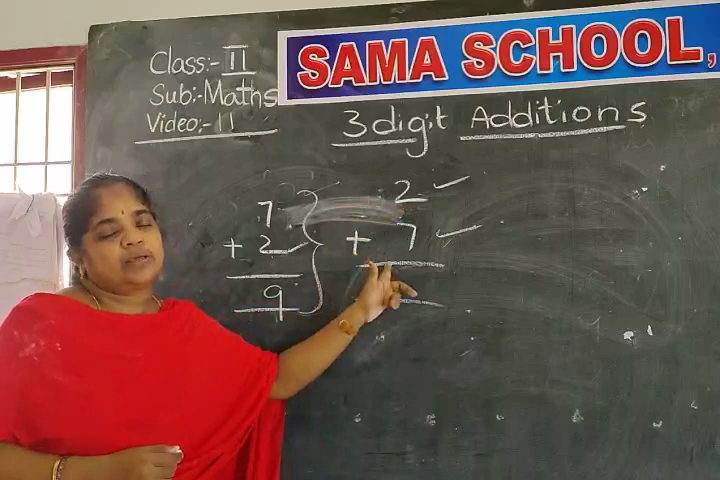 SAMA SCHOOL,
Class:- II
Sub:- Maths
Video:- 11
3digit Additions
7
+ 2
9
2
+ 7